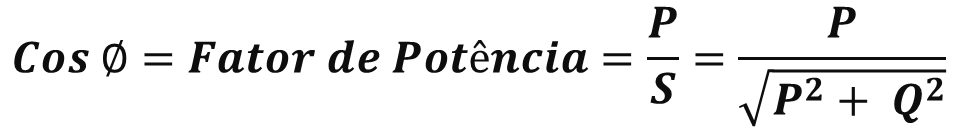 Cos ∅ = Fator de Potência = P/S = P/√(P² + Q²)